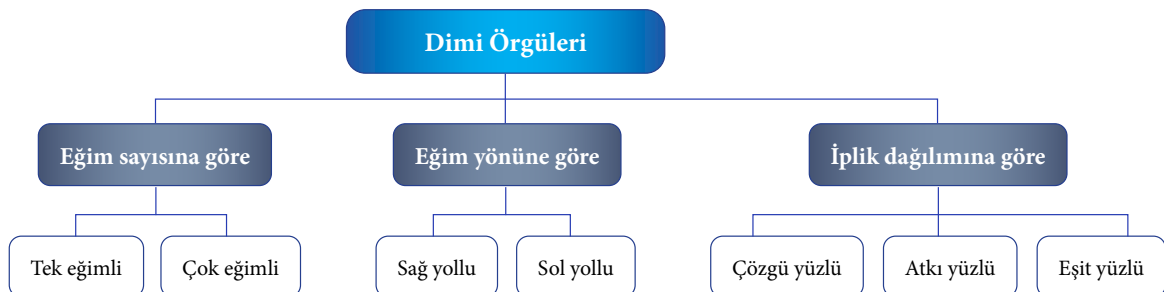 Dimi Örgüleri
Eğim sayısına göre
Eğim yönüne göre
İplik dağılımına göre
Tek eğimli
Çok eğimli
Sağ yollu
Sol yollu
Çözgü yüzlü
Atkı yüzlü
Eşit yüzlü